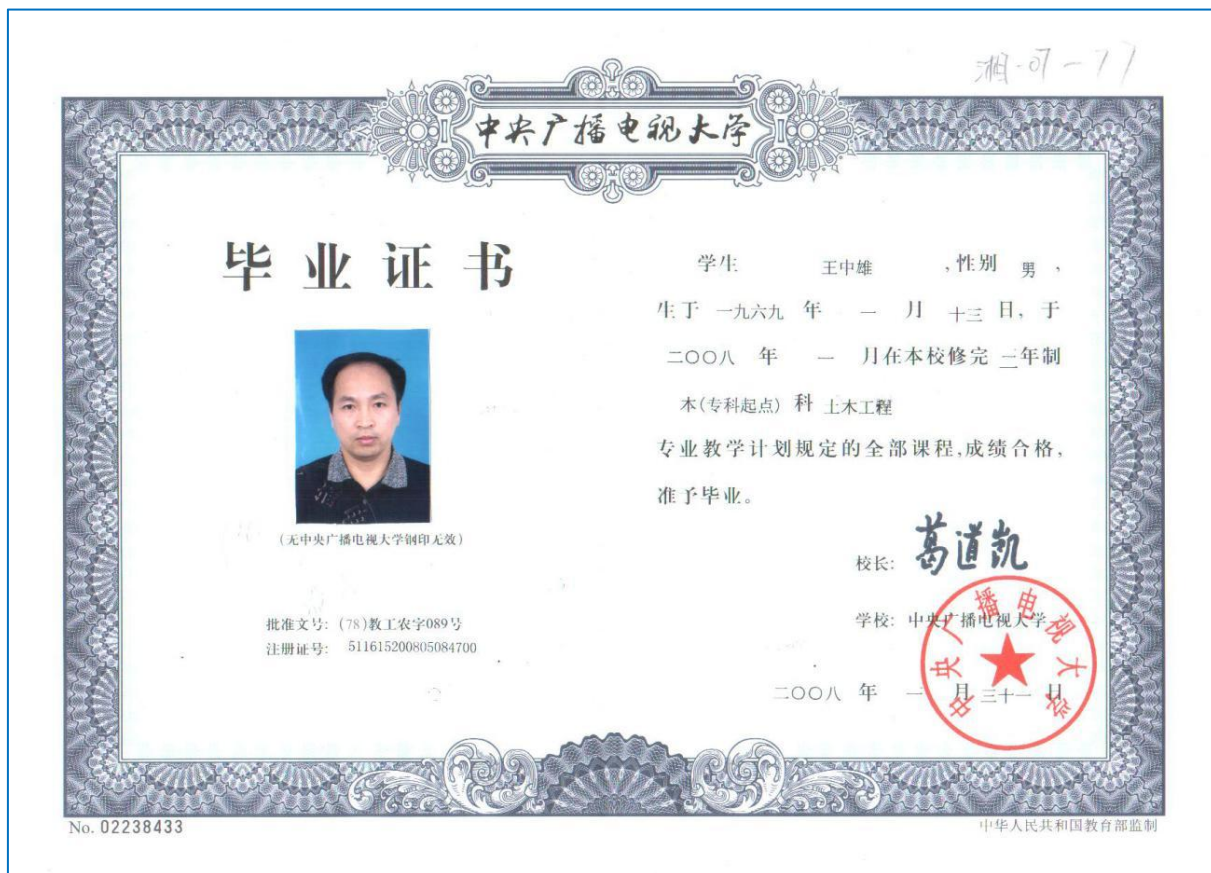 湘-07-77
中央广播电视大学
毕业证书
(无中央广播电视大学钢印无效)
批准文号: (78)教工农字089号
注册证号: 511615200805084700
学生 王中雄 ,性别 男 ,
生于 一九六九 年 一 月 十三 日, 于
二〇〇八 年 一 月在本校修完 三年制
本(专科起点) 科 土木工程
专业教学计划规定的全部课程,成绩合格,
准予毕业。
校长: 葛道凯
学校: 中央广播电视大学
二〇〇八 年 一 月 三十一 日
中央广播电视大学
No. 02238433
中华人民共和国教育部监制